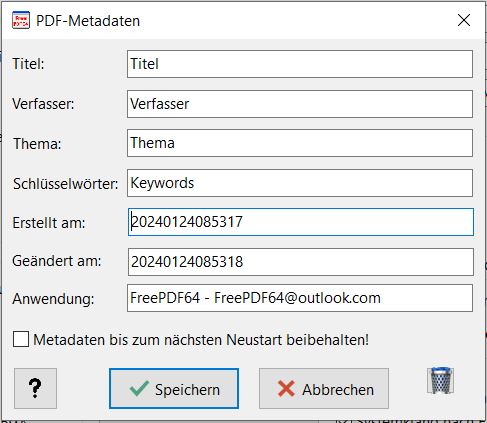 PDF-Metadaten
Titel: Titel
Verfasser: Verfasser
Thema: Thema
Schlüsselwörter: Keywords
Erstellt am: 20240124085317
Geändert am: 20240124085318
Anwendung: FreePDF64 - FreePDF64@outlook.com
Metadaten bis zum nächsten Neustart beibehalten!
? Speichern Abbrechen